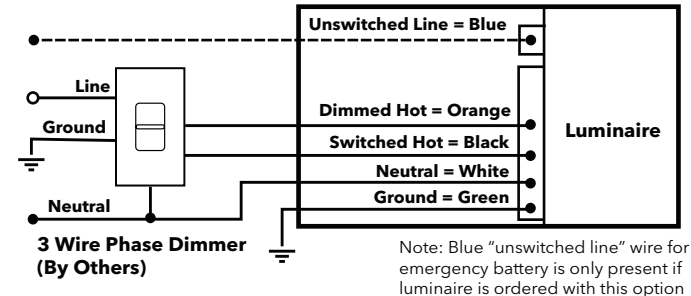 Unswitched Line = Blue
Line
Ground
Dimmed Hot = Orange
Switched Hot = Black
Neutral = White
Ground = Green
Luminaire
Neutral
3 Wire Phase Dimmer
(By Others)
Note: Blue “unswitched line” wire for
emergency battery is only present if
luminaire is ordered with this option